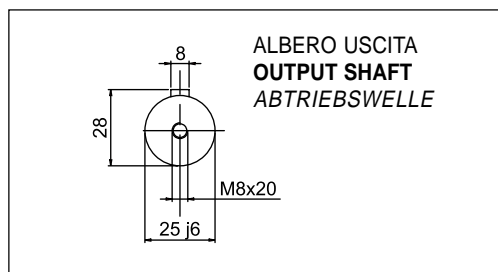 ALBERO USCITA
OUTPUT SHAFT
ABTRIEBSWELLE
8
28
M8x20
25 j6